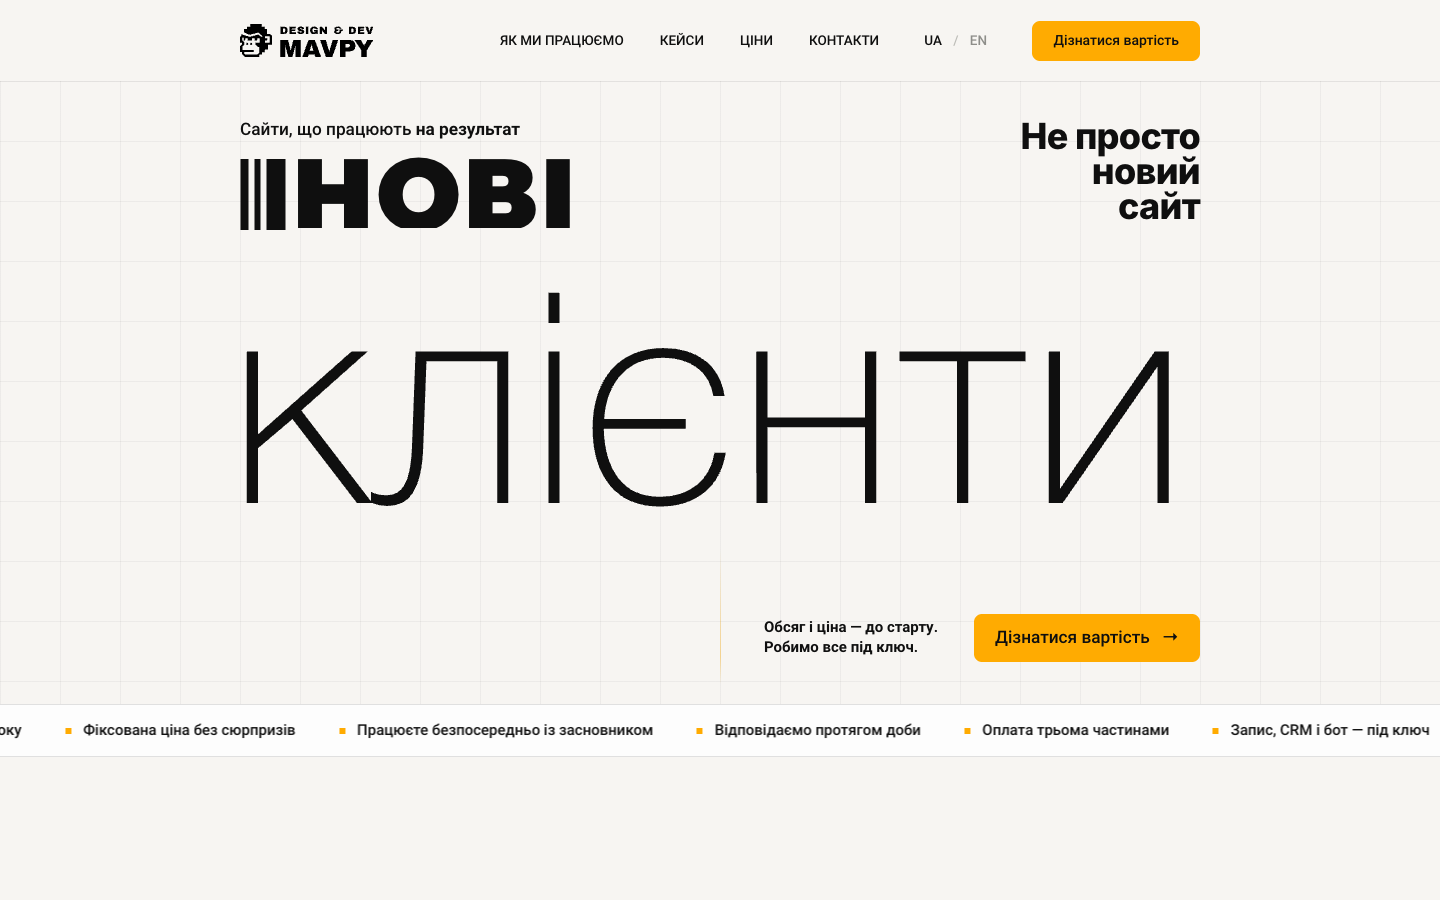 DESIGN & DEV
MAVPY
ЯК МИ ПРАЦЮЄМО
КЕЙСИ
ЦІНИ
КОНТАКТИ
UA / EN
Дізнатися вартість
Сайти, що працюють на результат
НОВІ
Не просто
новий
сайт
клієнти
Обсяг і ціна — до старту.
Робимо все під ключ.
Дізнатися вартість →
оку
Фіксована ціна без сюрпризів
Працюєте безпосередньо із засновником
Відповідаємо протягом доби
Оплата трьома частинами
Запис, CRM і бот — під ключ